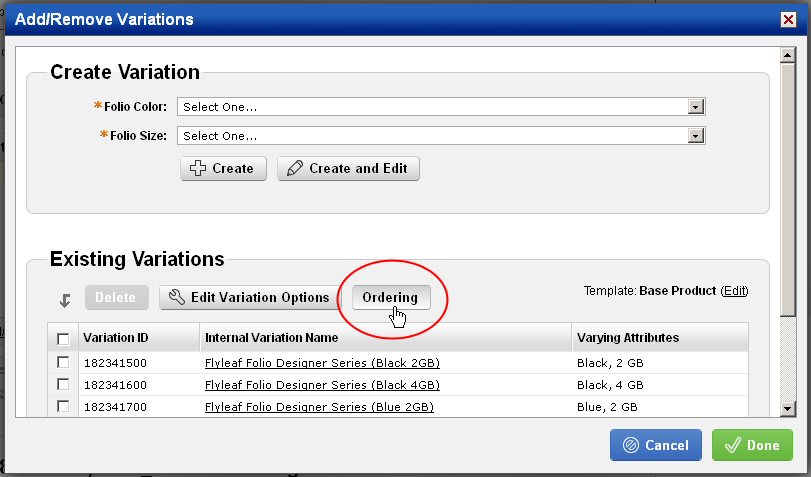 Add/Remove Variations
Create Variation
*Folio Color: Select One...
*Folio Size: Select One...
Create Create and Edit
Existing Variations
Delete Edit Variation Options Ordering Template: Base Product (Edit)
Variation ID Internal Variation Name Varying Attributes
182341500 Flyleaf Folio Designer Series (Black 2GB) Black, 2 GB
182341600 Flyleaf Folio Designer Series (Black 4GB) Black, 4 GB
182341700 Flyleaf Folio Designer Series (Blue 2GB) Blue, 2 GB
Cancel Done